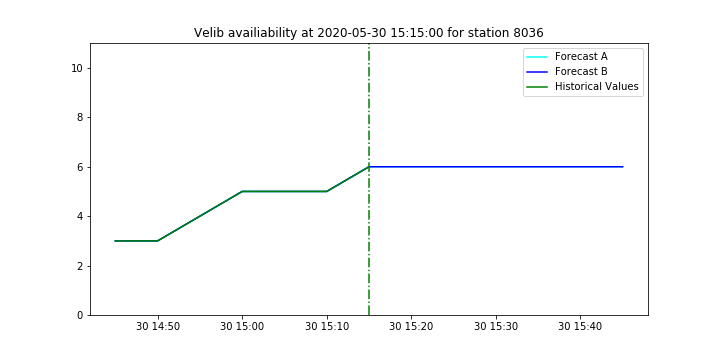 Velib availiability at 2020-05-30 15:15:00 for station 8036
Forecast A
Forecast B
Historical Values
10
8
6
4
2
0
30 14:50 30 15:00 30 15:10 30 15:20 30 15:30 30 15:40